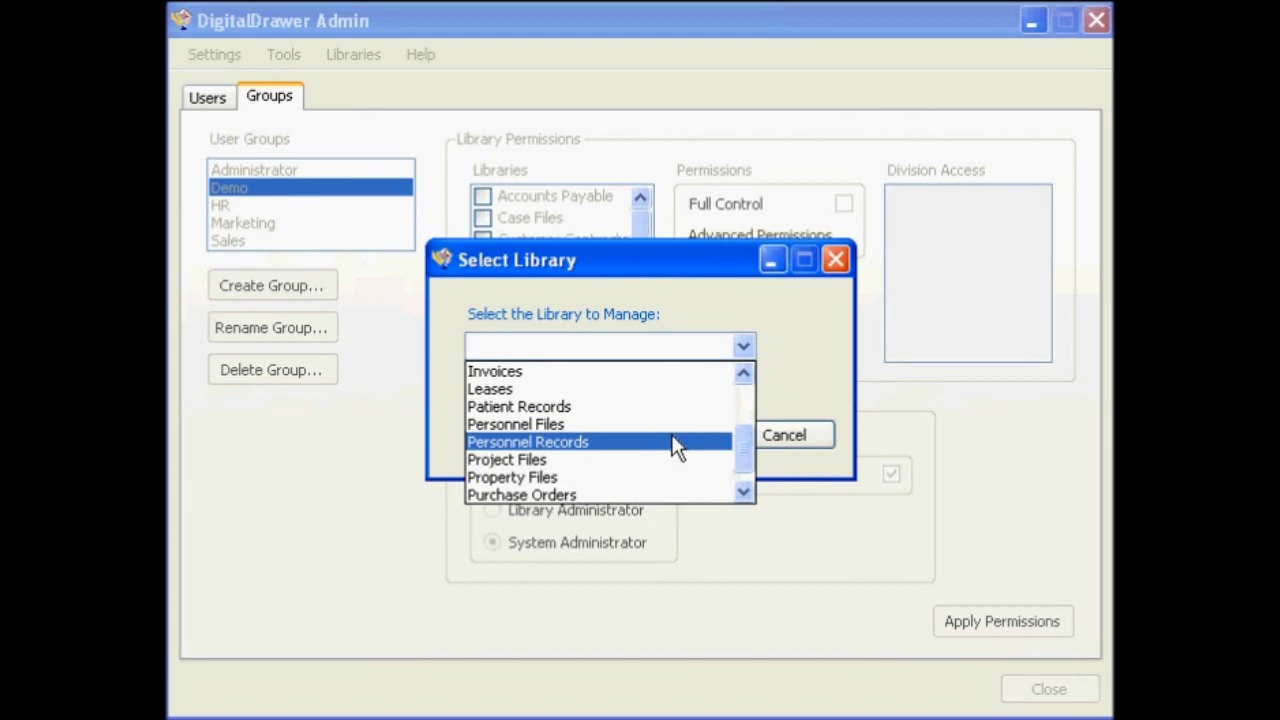 DigitalDrawer Admin
Settings Tools Libraries Help
Users Groups
User Groups
Administrator
Demo
HR
Marketing
Sales
Create Group...
Rename Group...
Delete Group...
Library Permissions
Libraries
Accounts Payable
Case Files
Permissions
Full Control
Advanced Permissions
Division Access
Select Library
Select the Library to Manage:
Invoices
Leases
Patient Records
Personnel Files
Personnel Records
Project Files
Property Files
Purchase Orders
Cancel
Library Administrator
System Administrator
Apply Permissions
Close